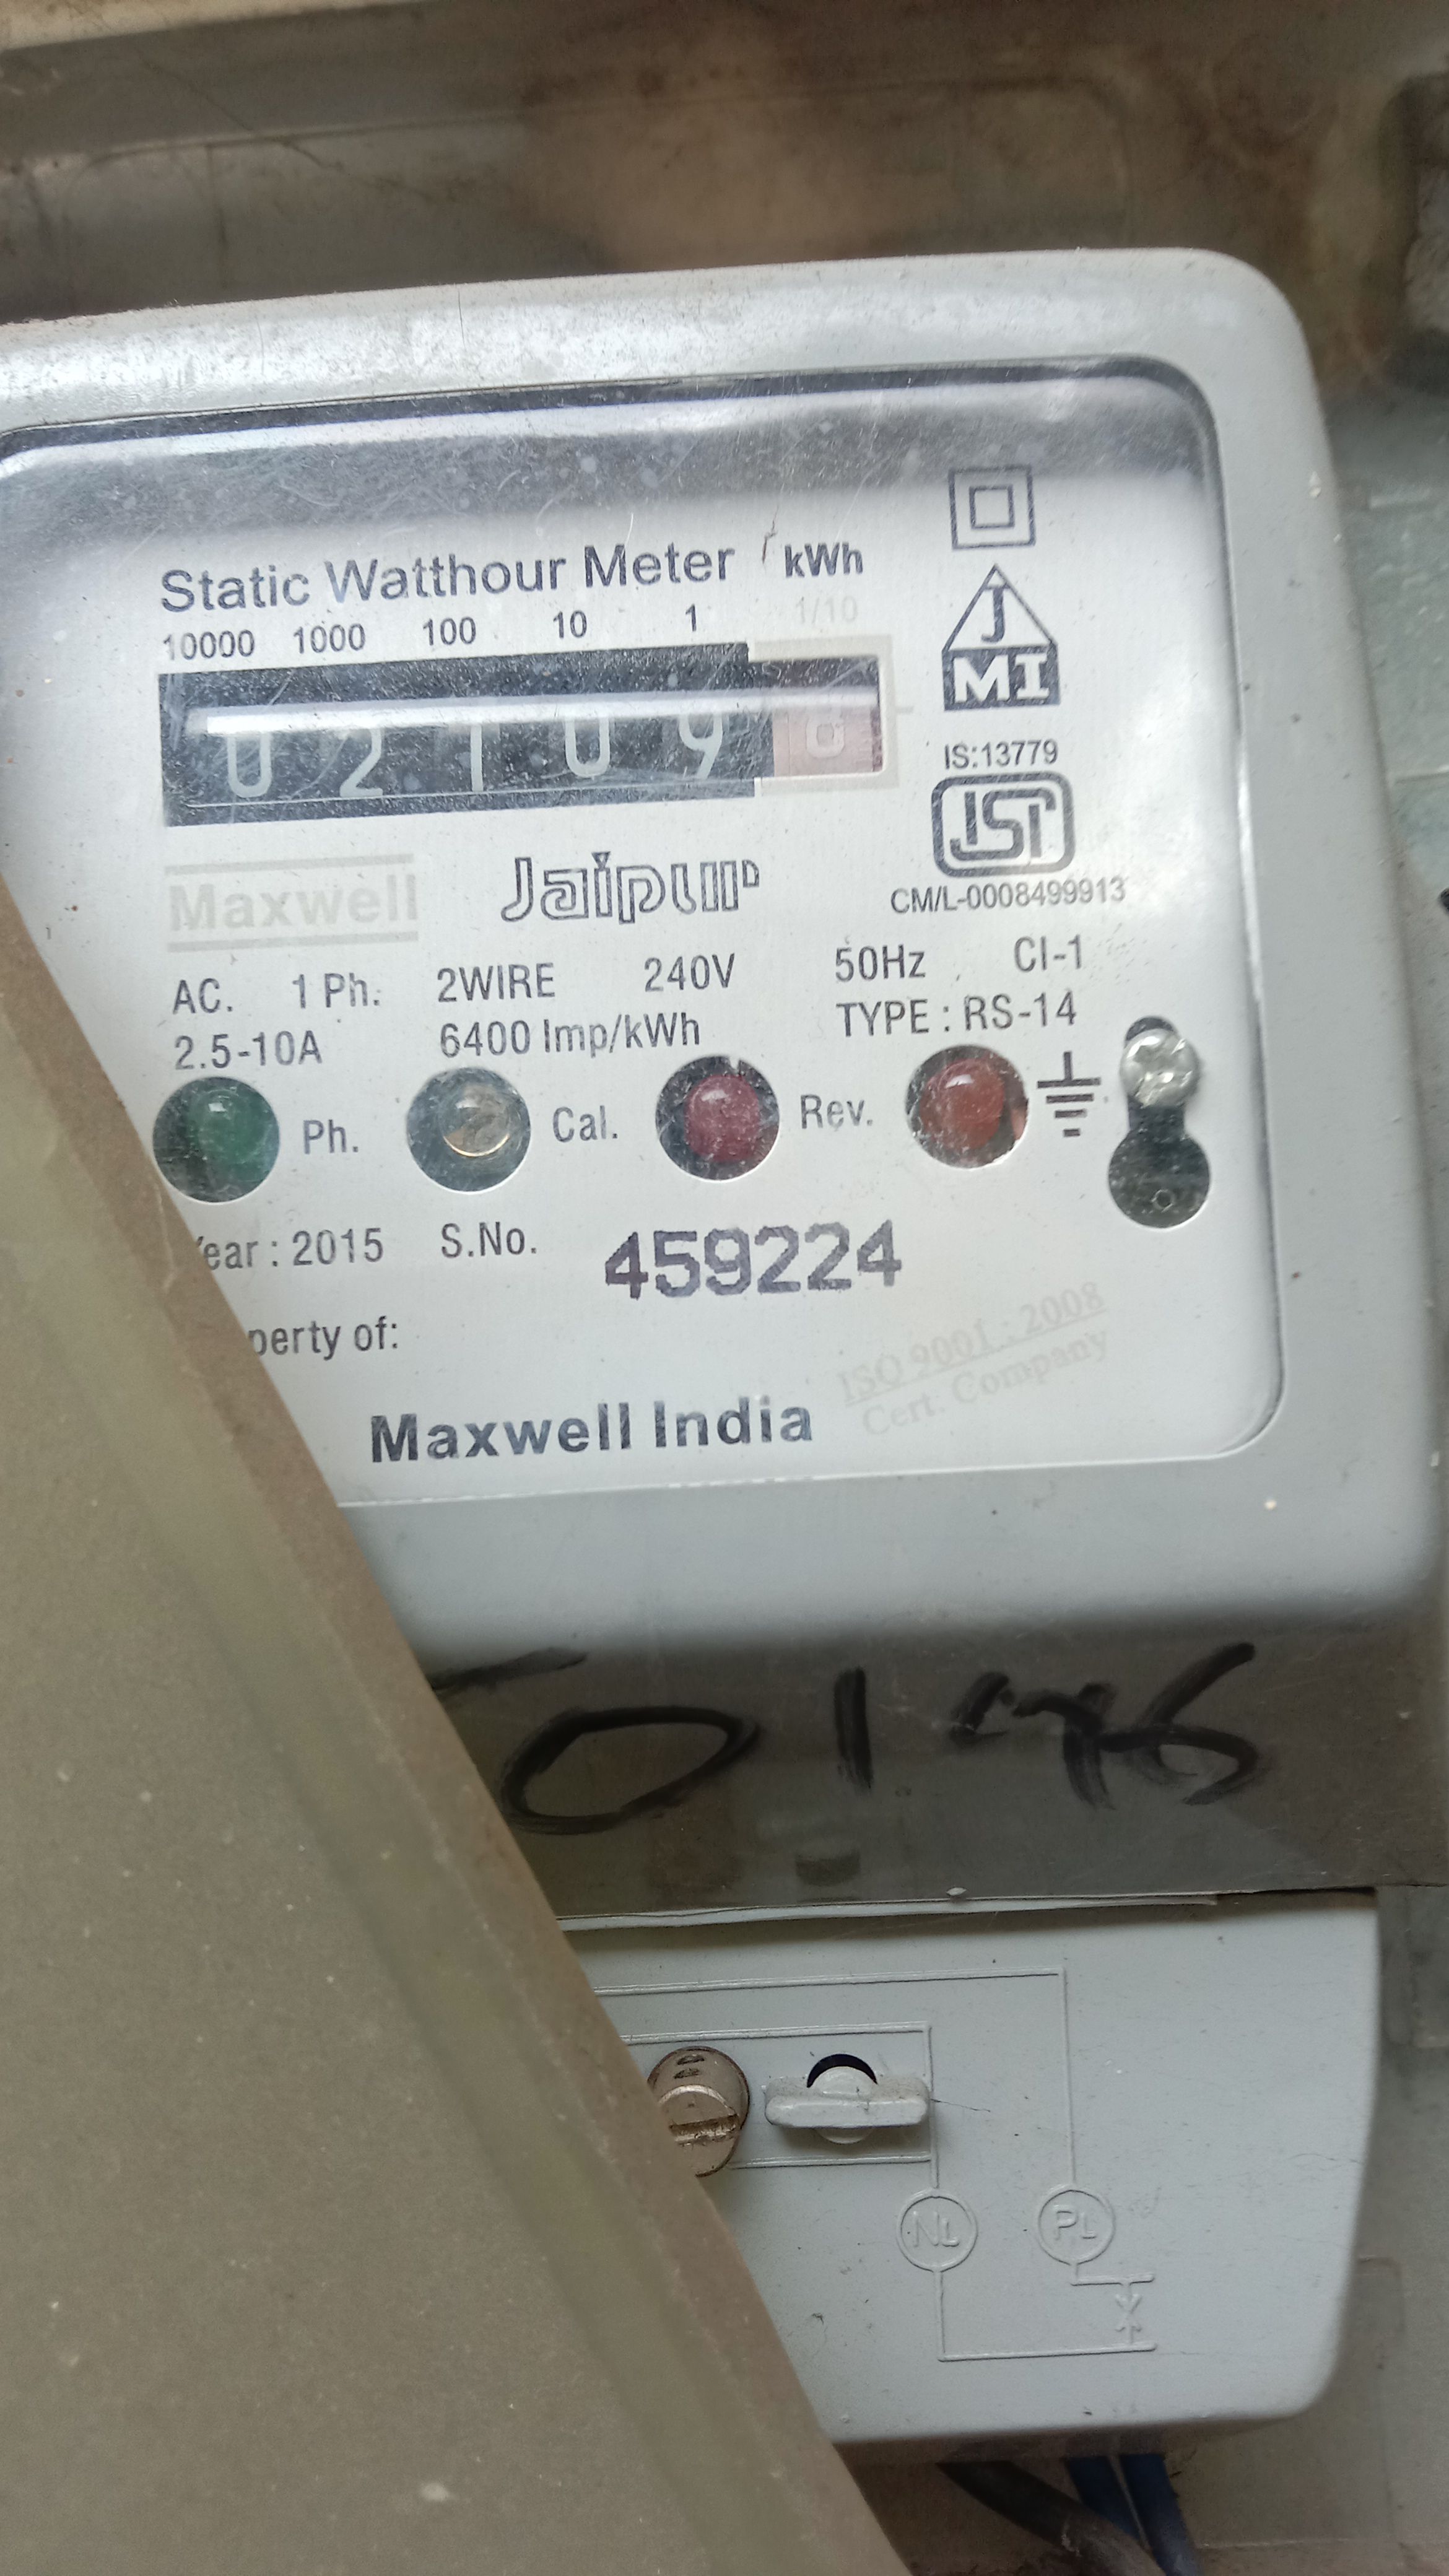 Static Watthour Meter kWh
10000 1000 100 10 1 1/10
0 2 1 0 9 8
J
MI
IS:13779
ISI
CM/L-0008499913
Maxwell Jaipur
AC. 1 Ph. 2WIRE 240V 50Hz Cl-1
2.5-10A 6400 Imp/kWh TYPE : RS-14
Ph. Cal. Rev.
Year : 2015 S.No. 459224
perty of:
ISO 9001 : 2008
Cert. Company
Maxwell India
NL PL